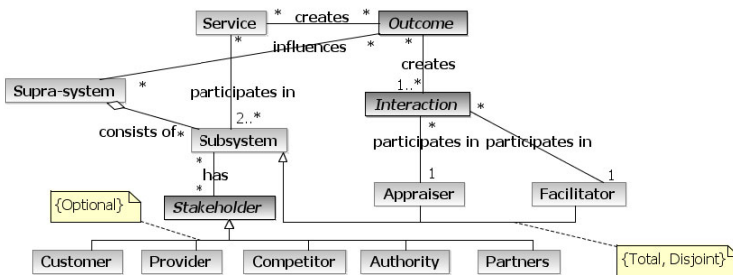 Service * creates * Outcome
* influences * *
creates
Supra-system * participates in 1..*
Interaction *
consists of * 2..* * participates in participates in
Subsystem
* has 1 1
* Appraiser Facilitator
{Optional} Stakeholder
Customer Provider Competitor Authority Partners {Total, Disjoint}